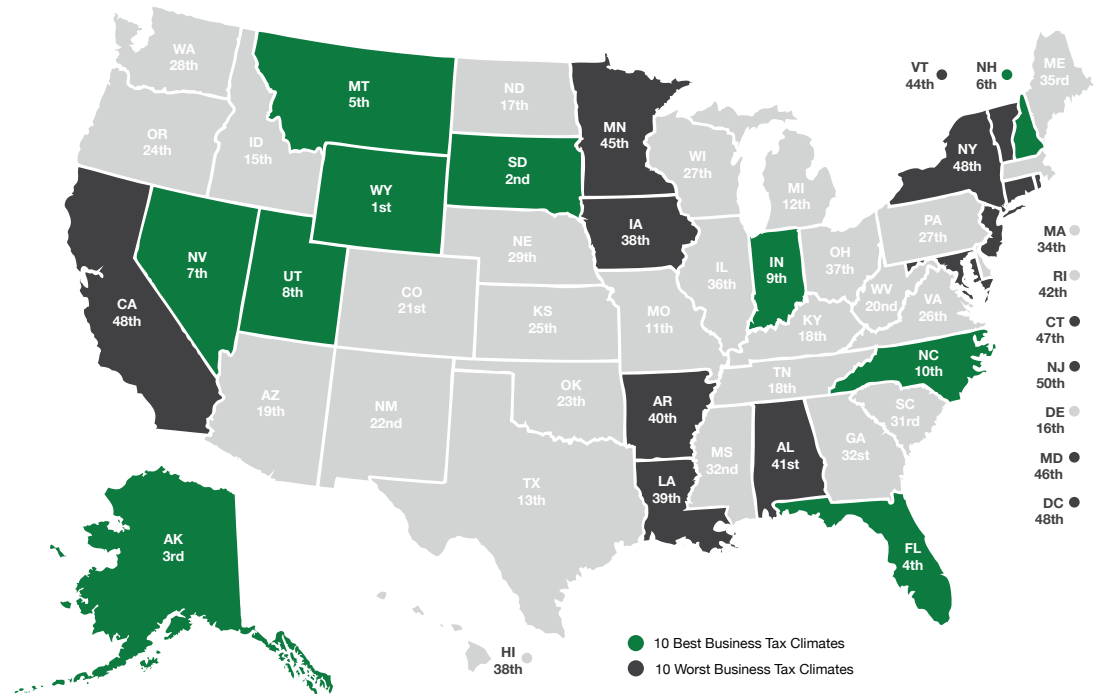 WA
28th
MT
5th
ND
17th
MN
45th
VT
44th
NH
6th
ME
35rd
OR
24th
ID
15th
SD
2nd
WI
27th
NY
48th
WY
1st
MI
12th
IA
38th
PA
27th
MA
34th
NV
7th
UT
8th
NE
29th
IL
36th
IN
9th
OH
37th
WV
20nd
VA
26th
RI
42th
CA
48th
CO
21st
KS
25th
MO
11th
KY
18th
CT
47th
NC
10th
NJ
50th
TN
18th
AZ
19th
NM
22nd
OK
23th
AR
40th
SC
31rd
DE
16th
MS
32nd
AL
41st
GA
32st
MD
46th
TX
13th
LA
39th
DC
48th
AK
3rd
FL
4th
HI
38th
10 Best Business Tax Climates
10 Worst Business Tax Climates